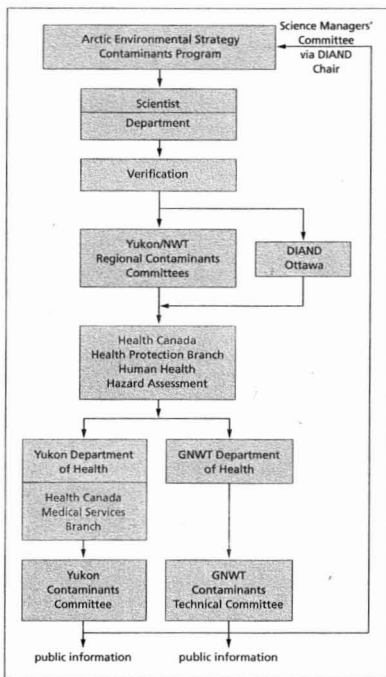 Arctic Environmental Strategy
Contaminants Program
Science Managers'
Committee
via DIAND
Chair
Scientist
Department
Verification
Yukon/NWT
Regional Contaminants
Committees
DIAND
Ottawa
Health Canada
Health Protection Branch
Human Health
Hazard Assessment
Yukon Department
of Health
GNWT Department
of Health
Health Canada
Medical Services
Branch
Yukon
Contaminants
Committee
GNWT
Contaminants
Technical Committee
public information
public information